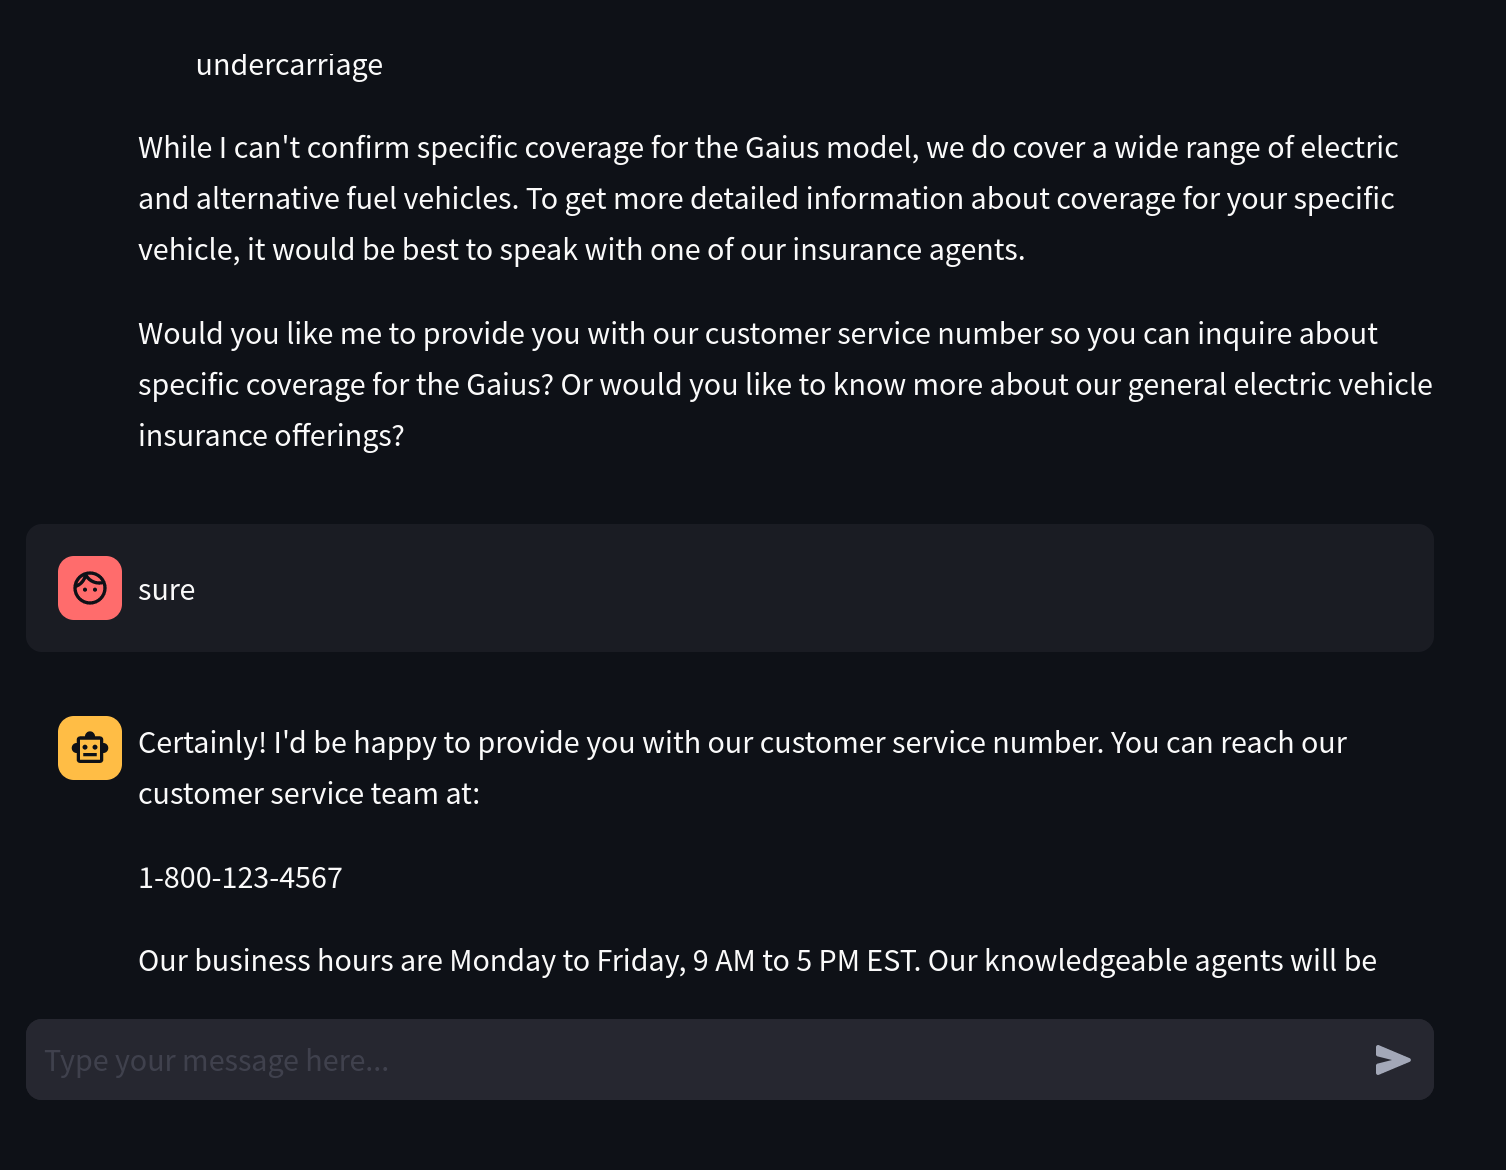 undercarriage
While I can't confirm specific coverage for the Gaius model, we do cover a wide range of electric
and alternative fuel vehicles. To get more detailed information about coverage for your specific
vehicle, it would be best to speak with one of our insurance agents.
Would you like me to provide you with our customer service number so you can inquire about
specific coverage for the Gaius? Or would you like to know more about our general electric vehicle
insurance offerings?
sure
Certainly! I'd be happy to provide you with our customer service number. You can reach our
customer service team at:
1-800-123-4567
Our business hours are Monday to Friday, 9 AM to 5 PM EST. Our knowledgeable agents will be
Type your message here...